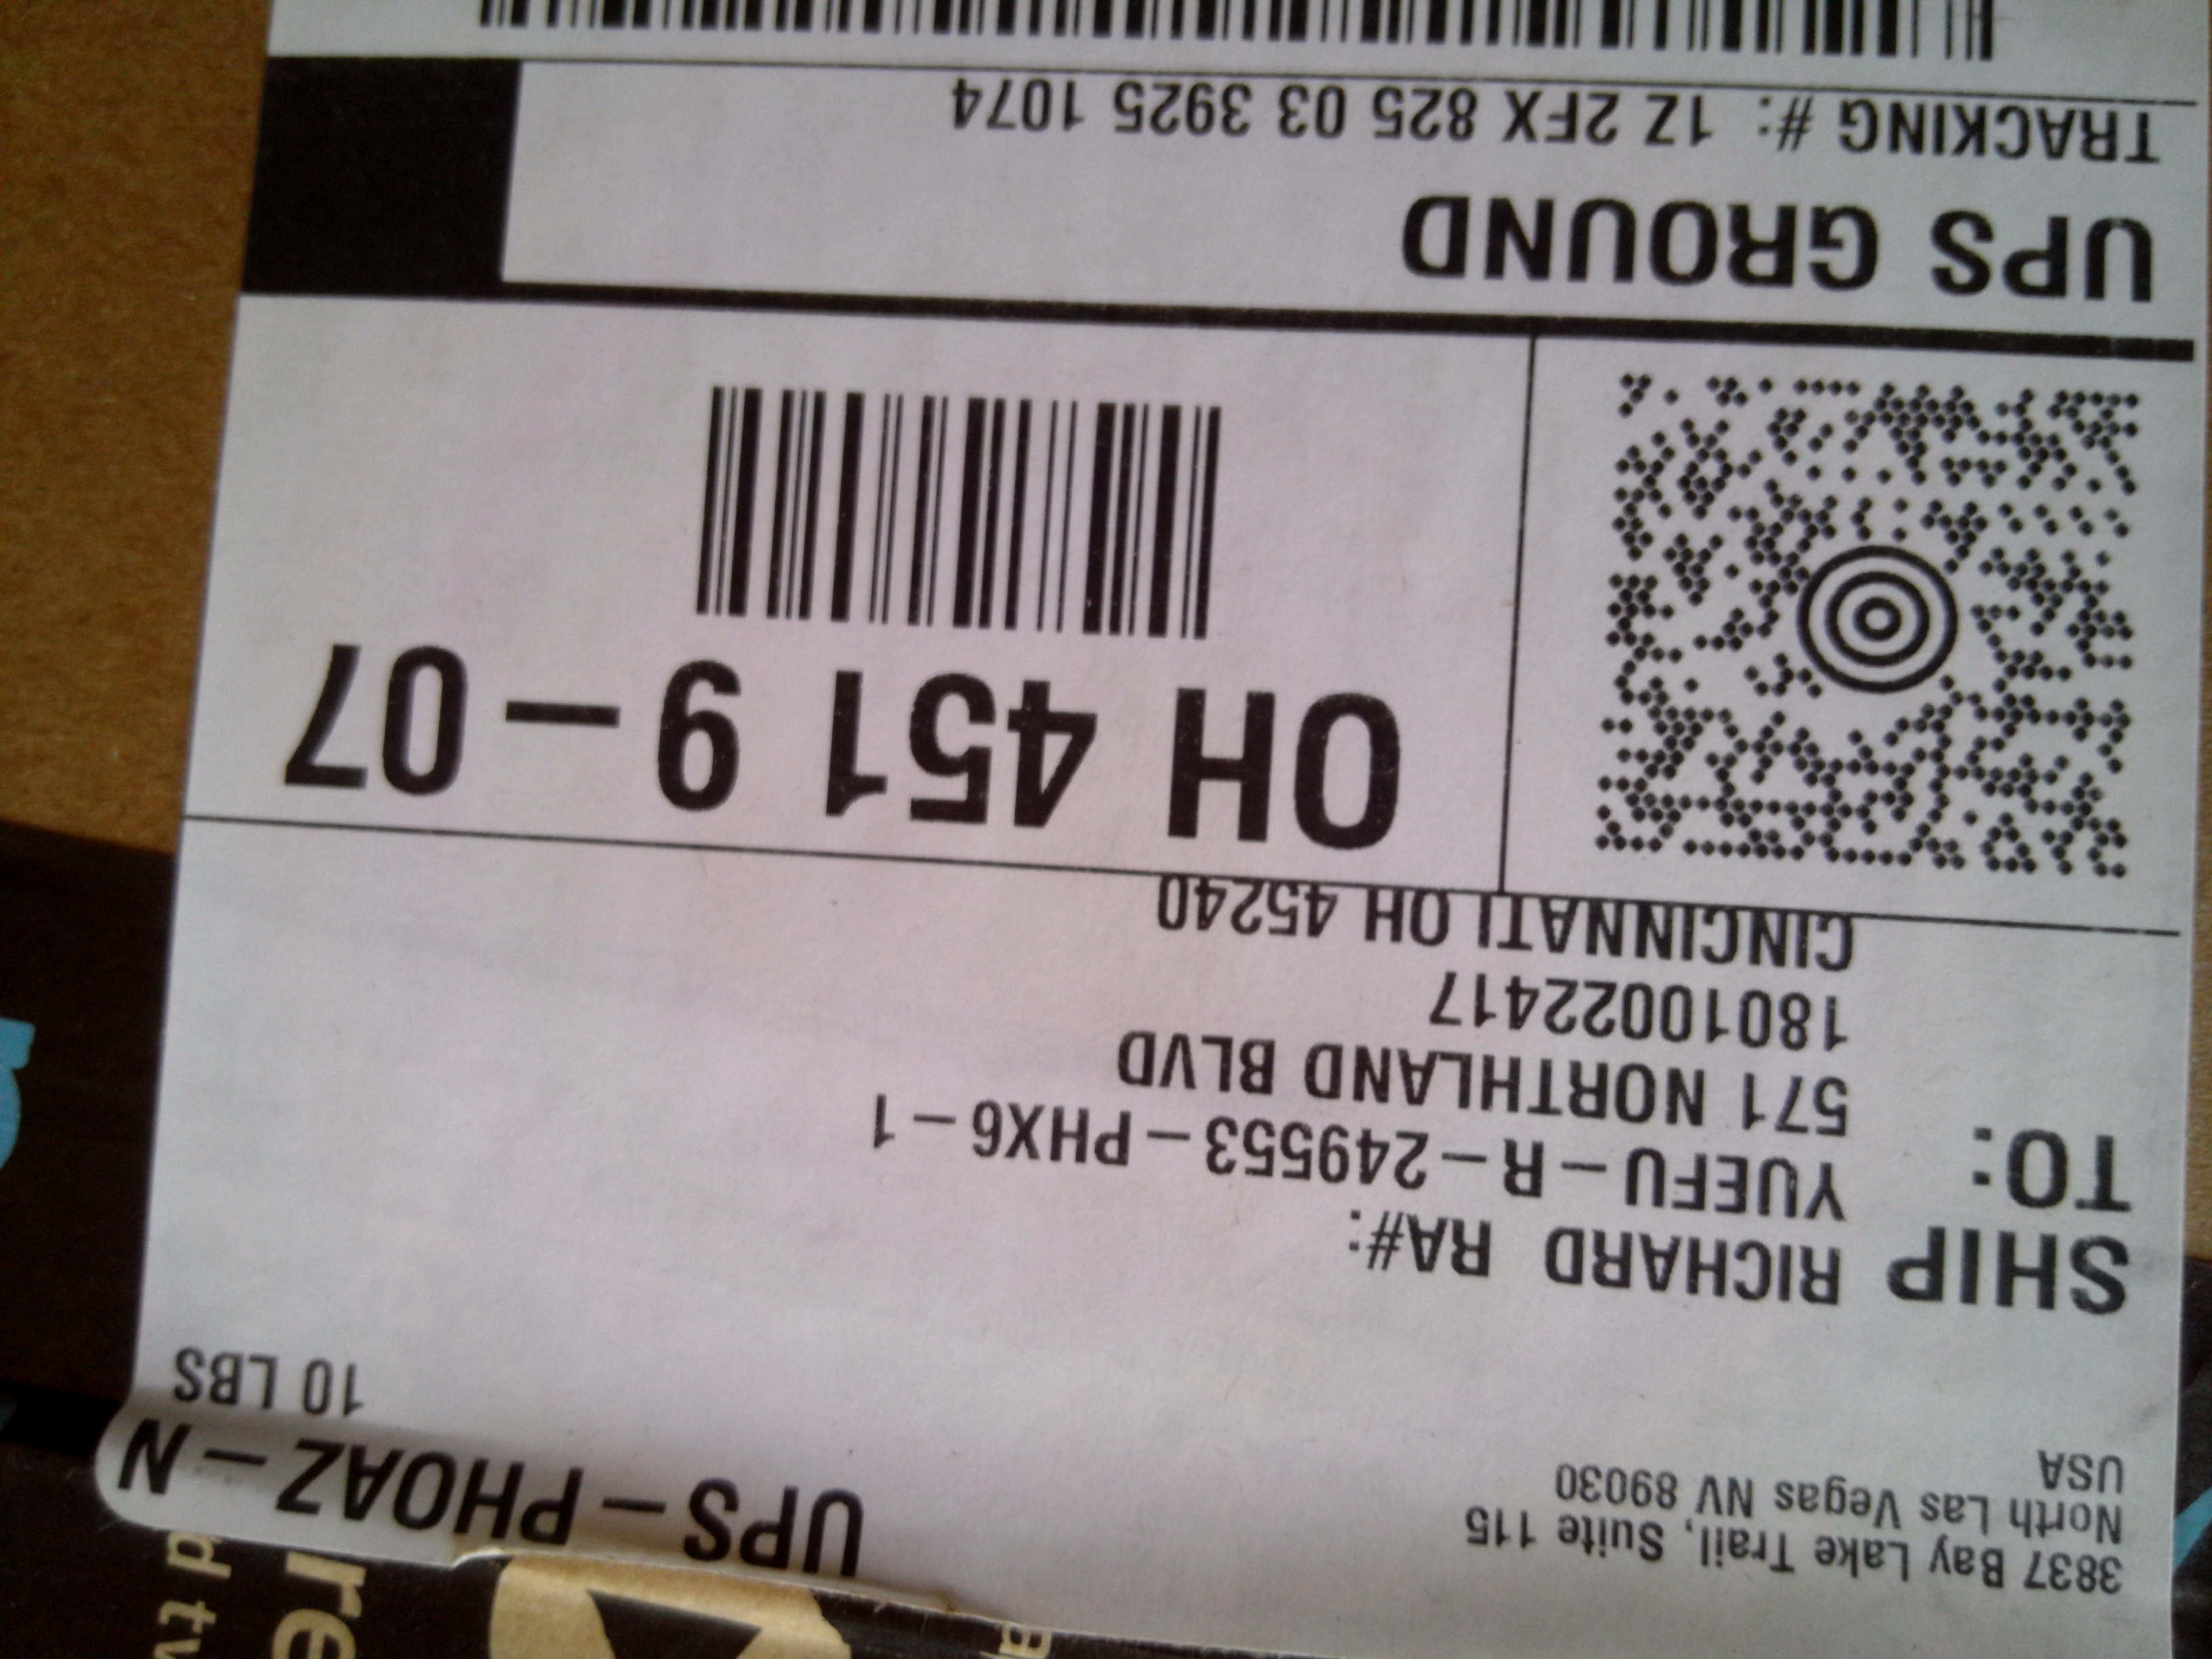 3837 Bay Lake Trail, Suite 115
North Las Vegas NV 89030
USA
UPS-PHOAZ-N
10 LBS
SHIP
TO:
RICHARD RA#:
YUEFU-R-249553-PHX6-1
571 NORTHLAND BLVD
18010022417
CINCINNATI OH 45240
OH 451 9-07
UPS GROUND
TRACKING #: 1Z 2FX 825 03 3925 1074